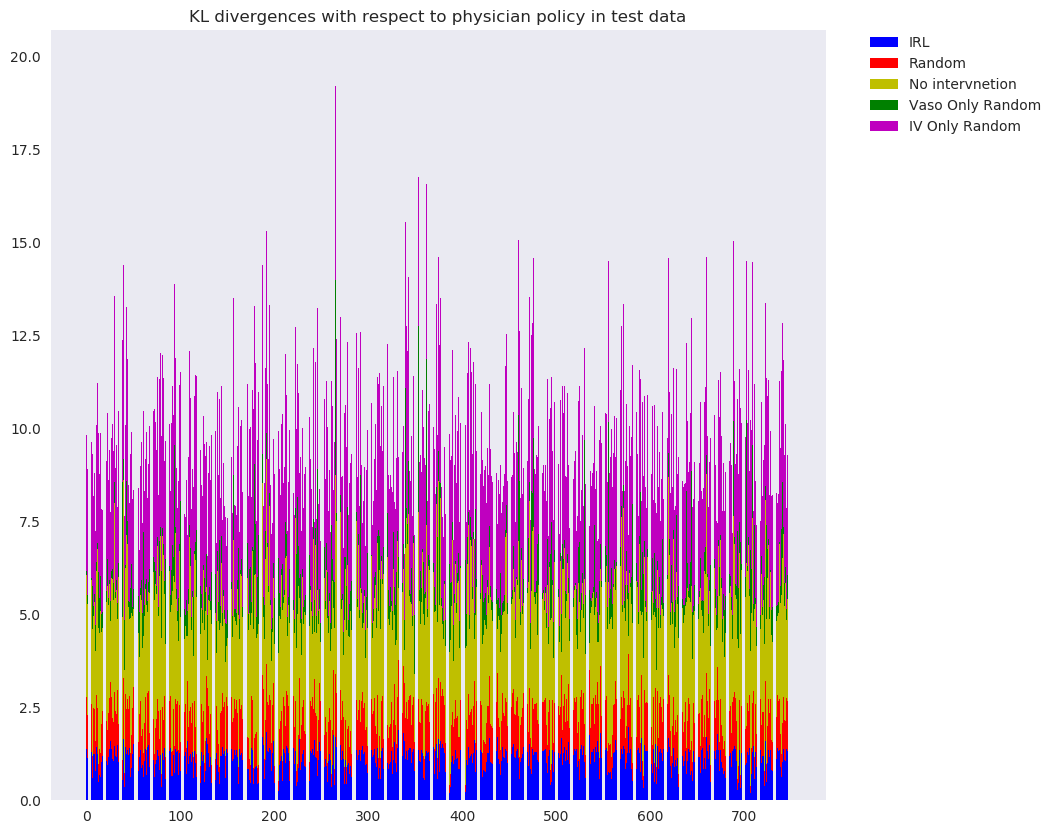 KL divergences with respect to physician policy in test data
20.0
17.5
15.0
12.5
10.0
7.5
5.0
2.5
0.0
0 100 200 300 400 500 600 700
IRL
Random
No intervnetion
Vaso Only Random
IV Only Random